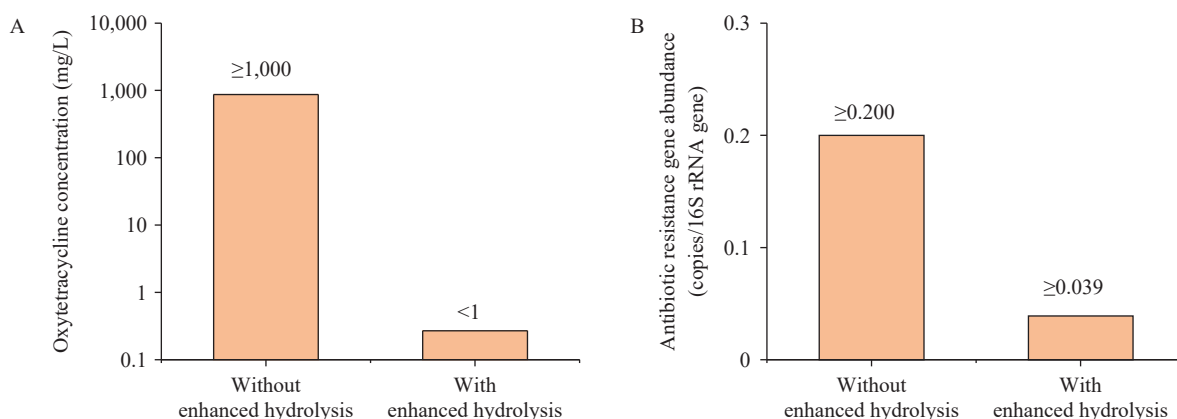 A
Oxytetracycline concentration (mg/L)
10,000
1,000
100
10
1
0.1
≥1,000
<1
Without
enhanced hydrolysis
With
enhanced hydrolysis
B
Antibiotic resistance gene abundance
(copies/16S rRNA gene)
0.3
0.2
0.1
0
≥0.200
≥0.039
Without
enhanced hydrolysis
With
enhanced hydrolysis